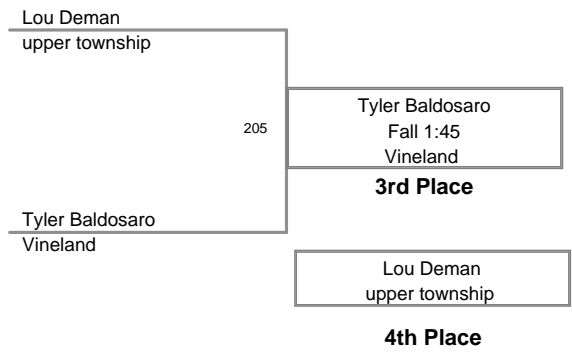 Lou Deman
upper township
205
Tyler Baldosaro
Fall 1:45
Vineland
3rd Place
Tyler Baldosaro
Vineland
Lou Deman
upper township
4th Place